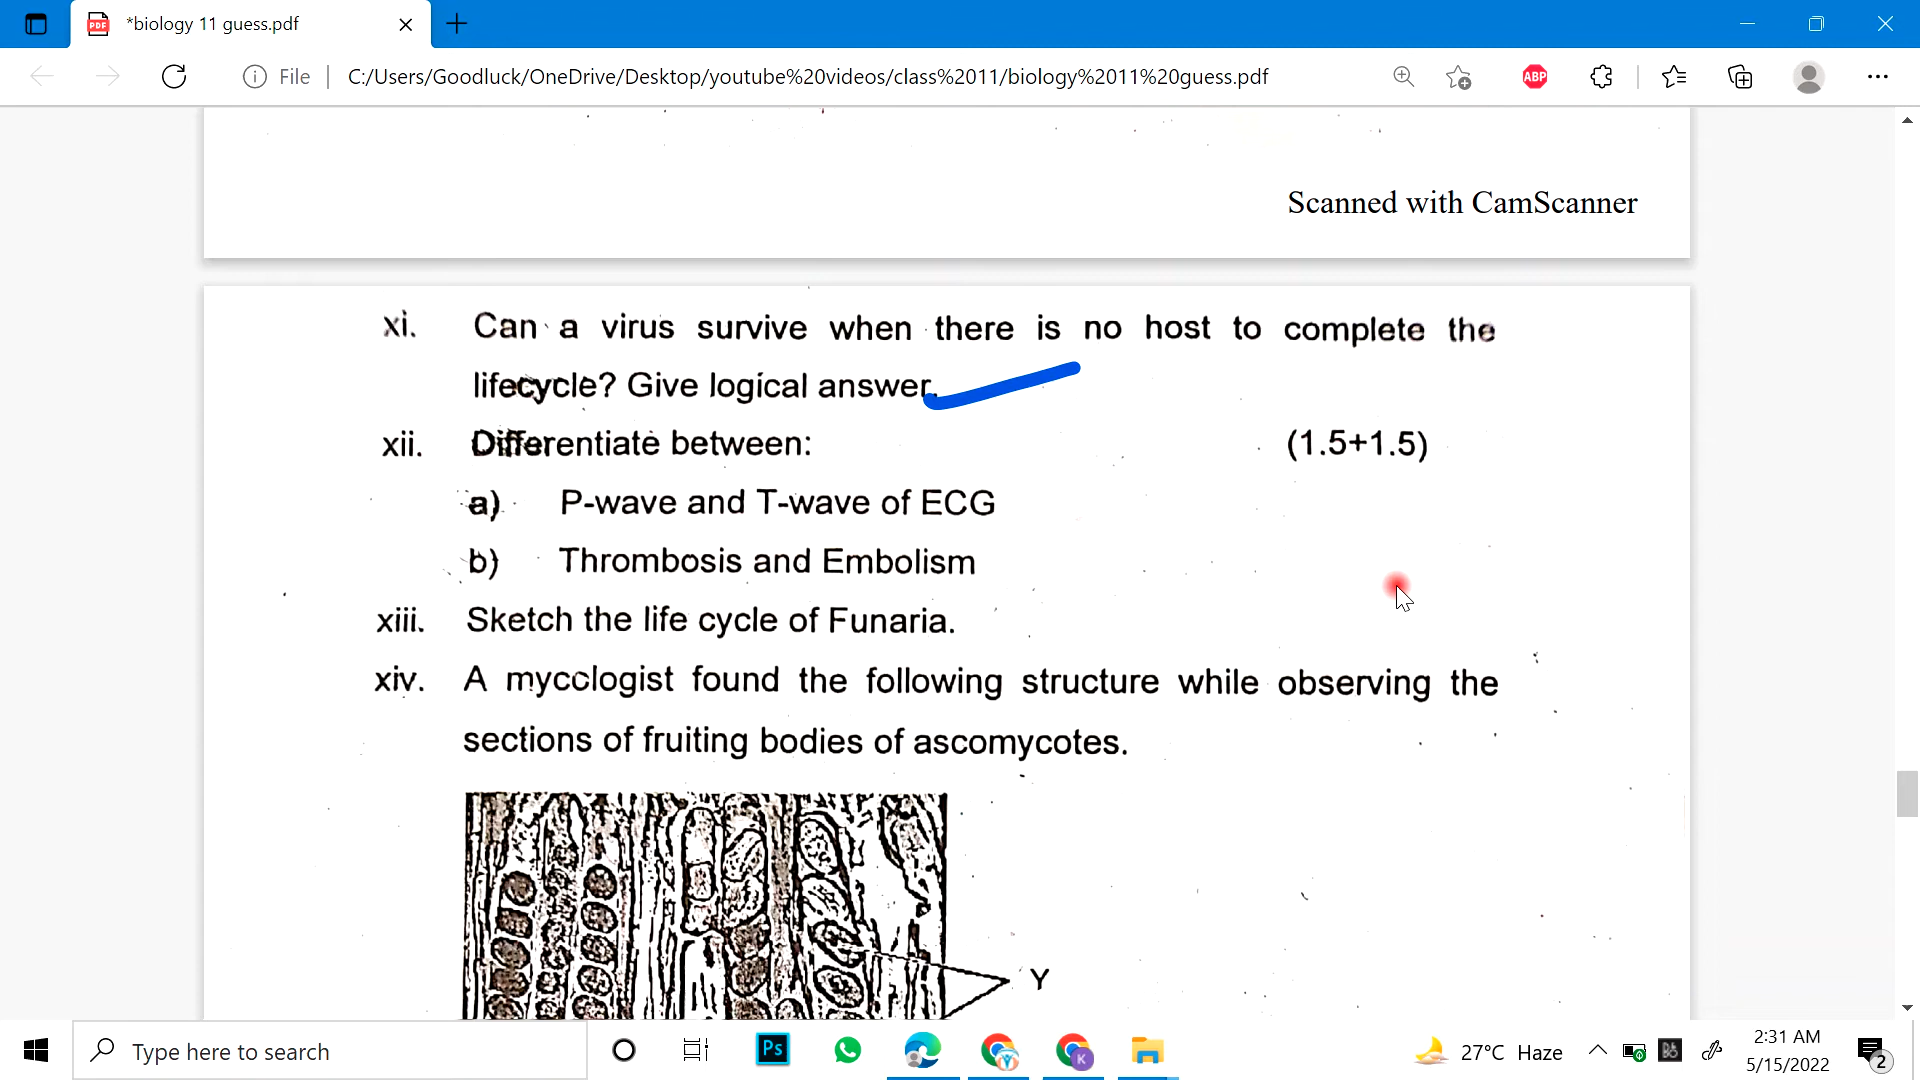 *biology 11 guess.pdf
File
C:/Users/Goodluck/OneDrive/Desktop/youtube%20videos/class%2011/biology%2011%20guess.pdf
ABP
Scanned with CamScanner
xi. Can a virus survive when there is no host to complete the
lifecycle? Give logical answer.
xii. Differentiate between: (1.5+1.5)
a) P-wave and T-wave of ECG
b) Thrombosis and Embolism
xiii. Sketch the life cycle of Funaria.
xiv. A mycologist found the following structure while observing the
sections of fruiting bodies of ascomycotes.
Y
Type here to search
Ps
K
27°C Haze
2:31 AM
5/15/2022
2